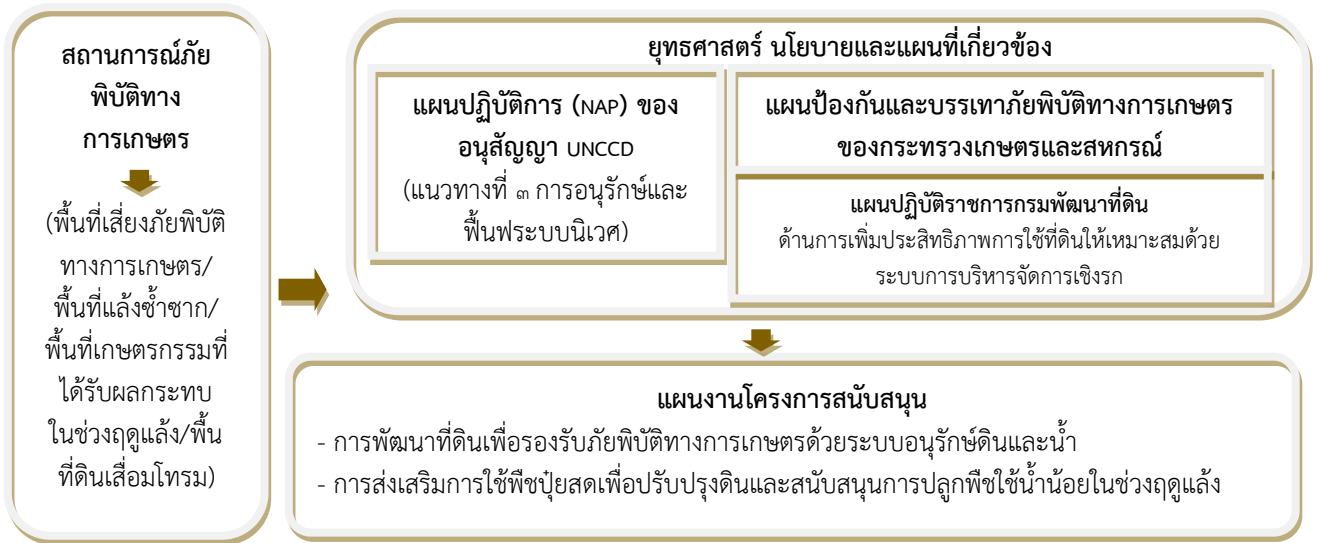 สถานการณ์ภัย
พิบัติทาง
การเกษตร
(พื้นที่เสี่ยงภัยพิบัติ
ทางการเกษตร/
พื้นที่แล้งซ้ำซาก/
พื้นที่เกษตรกรรมที่
ได้รับผลกระทบ
ในช่วงฤดูแล้ง/พื้น
ที่ดินเสื่อมโทรม)
ยุทธศาสตร์ นโยบายและแผนที่เกี่ยวข้อง
แผนปฏิบัติการ (NAP) ของ
อนุสัญญา UNCCD
(แนวทางที่ ๓ การอนุรักษ์และ
ฟื้นฟระบบนิเวศ)
แผนป้องกันและบรรเทาภัยพิบัติทางการเกษตร
ของกระทรวงเกษตรและสหกรณ์
แผนปฏิบัติราชการกรมพัฒนาที่ดิน
ด้านการเพิ่มประสิทธิภาพการใช้ที่ดินให้เหมาะสมด้วย
ระบบการบริหารจัดการเชิงรก
แผนงานโครงการสนับสนุน
- การพัฒนาที่ดินเพื่อรองรับภัยพิบัติทางการเกษตรด้วยระบบอนุรักษ์ดินและน้ำ
- การส่งเสริมการใช้พืชปุ๋ยสดเพื่อปรับปรุงดินและสนับสนุนการปลูกพืชใช้น้ำน้อยในช่วงฤดูแล้ง